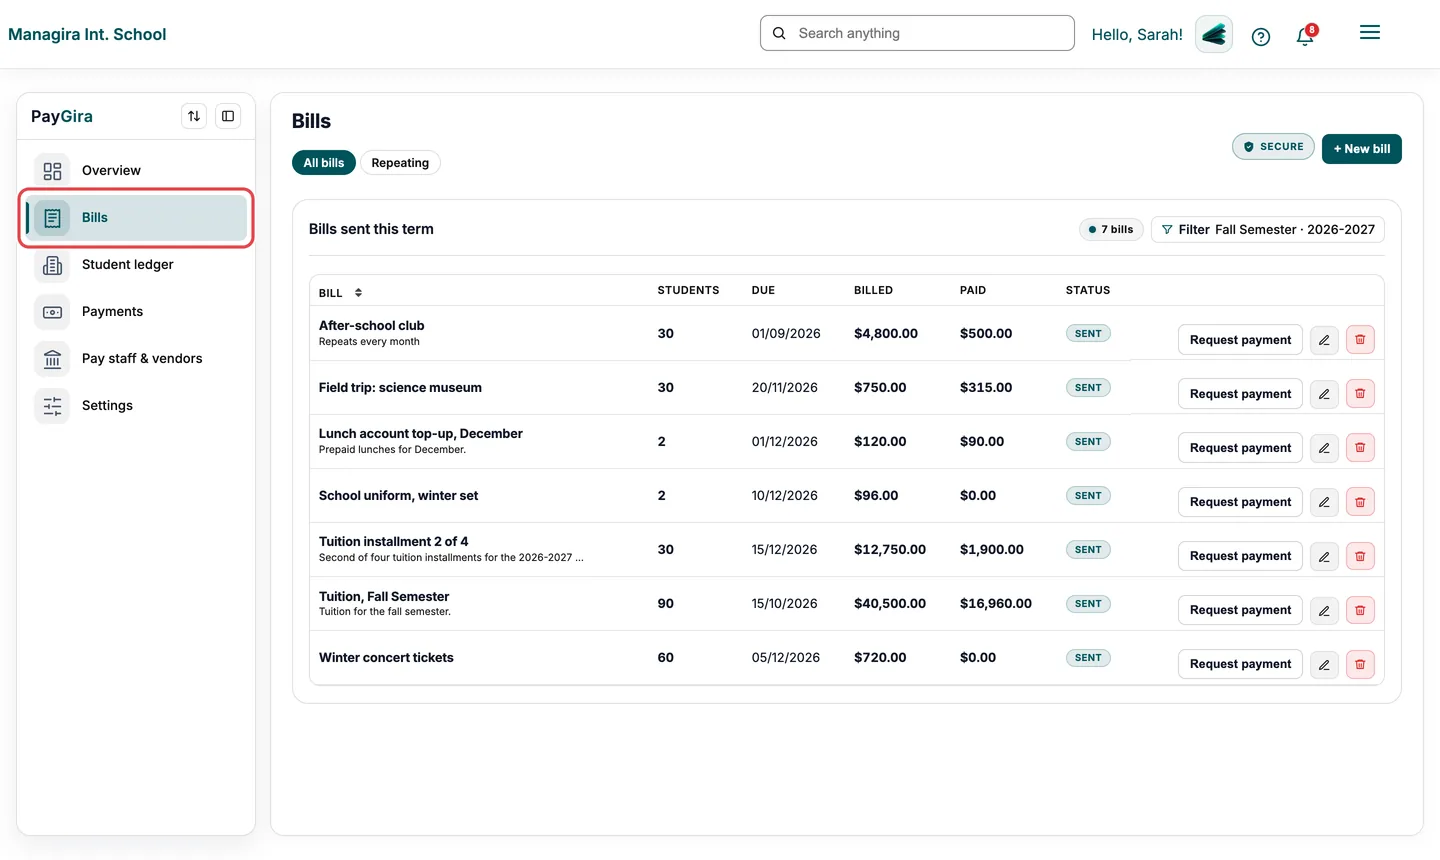 Managira Int. School
Search anything
Hello, Sarah!
8
PayGira
Overview
Bills
Student ledger
Payments
Pay staff & vendors
Settings
Bills
All bills
Repeating
SECURE
+ New bill
Bills sent this term
7 bills
Filter Fall Semester · 2026-2027
BILL STUDENTS DUE BILLED PAID STATUS
After-school club
Repeats every month
30 01/09/2026 $4,800.00 $500.00 SENT Request payment
Field trip: science museum 30 20/11/2026 $750.00 $315.00 SENT Request payment
Lunch account top-up, December
Prepaid lunches for December.
2 01/12/2026 $120.00 $90.00 SENT Request payment
School uniform, winter set 2 10/12/2026 $96.00 $0.00 SENT Request payment
Tuition installment 2 of 4
Second of four tuition installments for the 2026-2027 ...
30 15/12/2026 $12,750.00 $1,900.00 SENT Request payment
Tuition, Fall Semester
Tuition for the fall semester.
90 15/10/2026 $40,500.00 $16,960.00 SENT Request payment
Winter concert tickets 60 05/12/2026 $720.00 $0.00 SENT Request payment